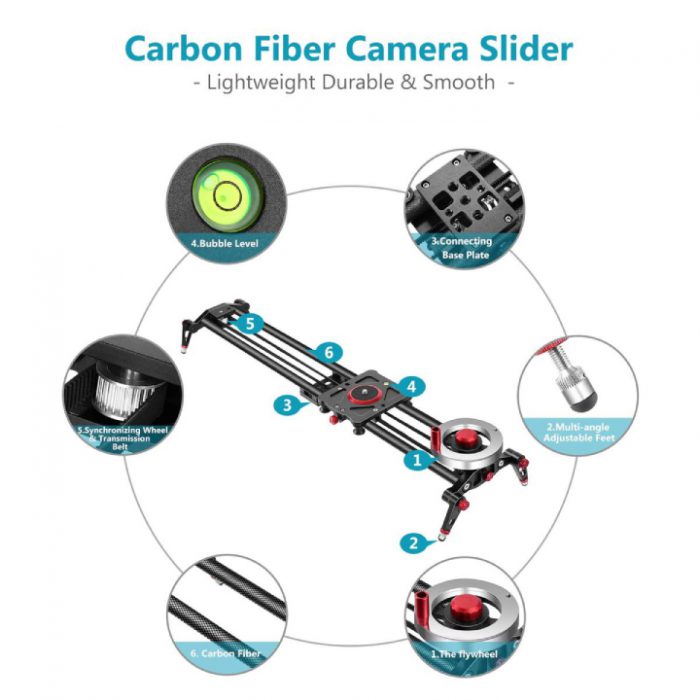 Carbon Fiber Camera Slider
- Lightweight Durable & Smooth -
4.Bubble Level
3.Connecting
Base Plate
5
6
4
3
5.Synchronizing Wheel
& Transmission
Belt
2.Multi-angle
Adjustable Feet
1
2
6. Carbon Fiber
1.The flywheel